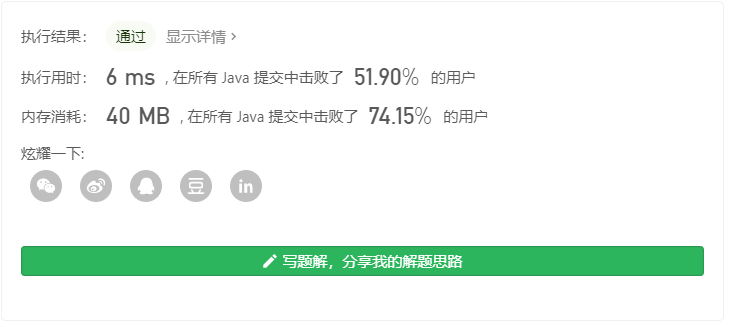 执行结果： 通过 显示详情 ›
执行用时： 6 ms , 在所有 Java 提交中击败了 51.90% 的用户
内存消耗： 40 MB , 在所有 Java 提交中击败了 74.15% 的用户
炫耀一下:
豆 in
写题解，分享我的解题思路